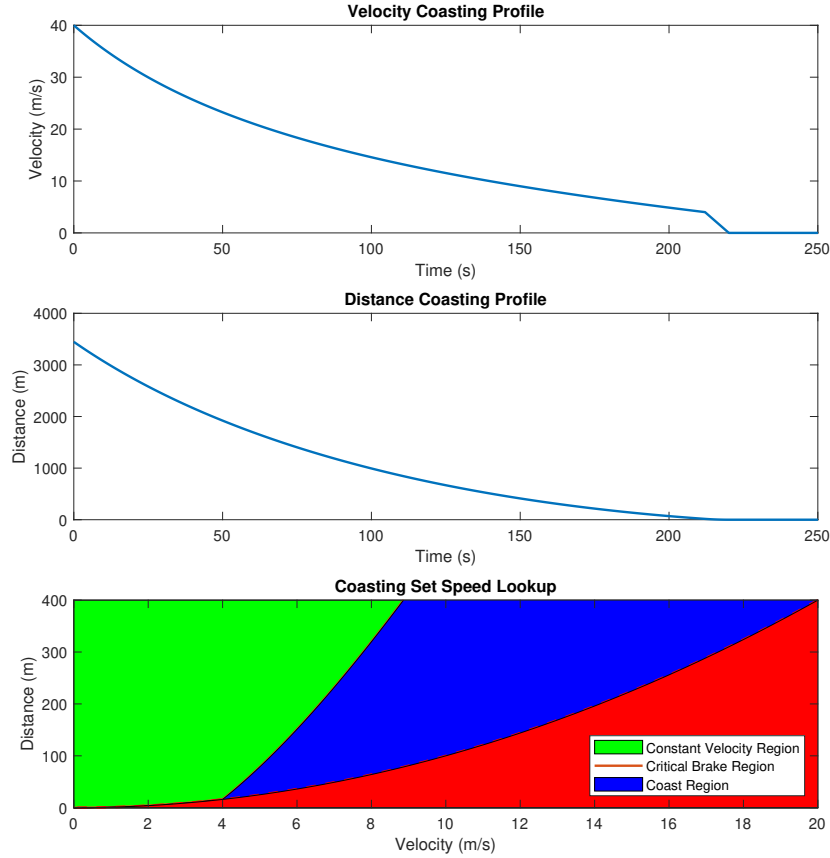 Velocity Coasting Profile
40
30
20
10
0
Velocity (m/s)
0 50 100 150 200 250
Time (s)
Distance Coasting Profile
4000
3000
2000
1000
0
Distance (m)
0 50 100 150 200 250
Time (s)
Coasting Set Speed Lookup
400
300
200
100
0
Distance (m)
Constant Velocity Region
Critical Brake Region
Coast Region
0 2 4 6 8 10 12 14 16 18 20
Velocity (m/s)